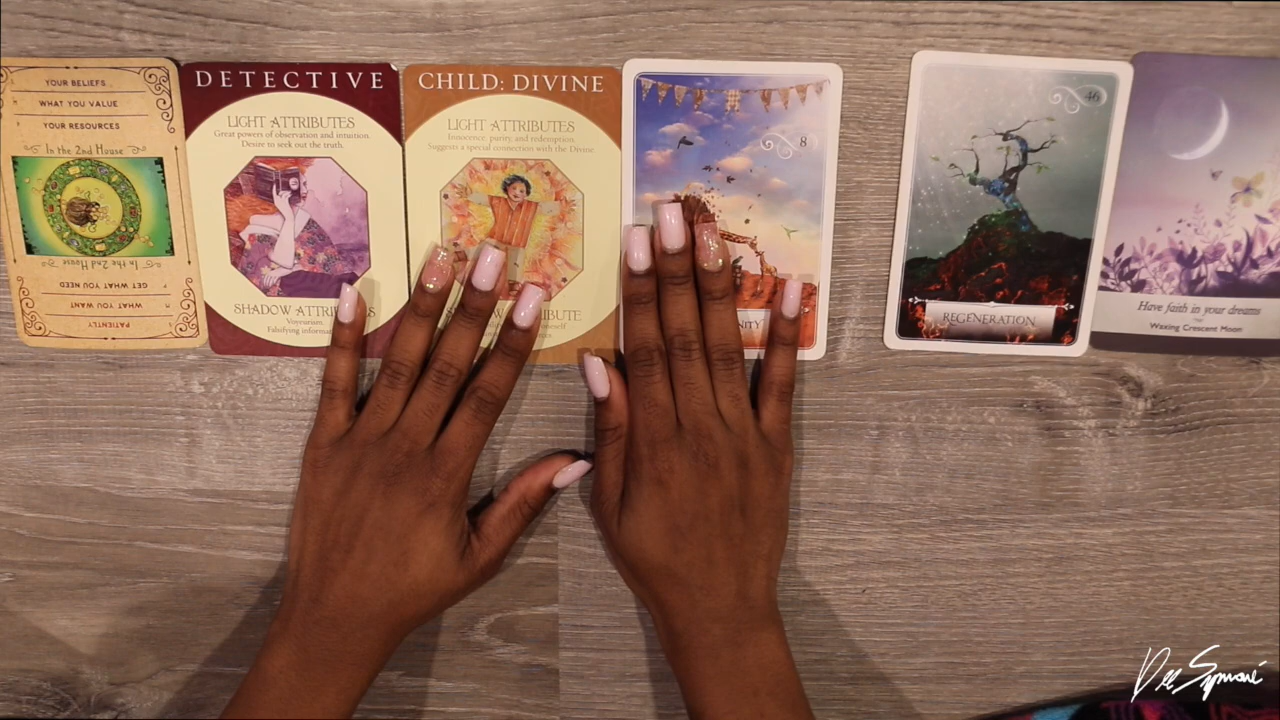 YOUR BELIEFS
WHAT YOU VALUE
YOUR RESOURCES
In the 2nd House
In the 2nd House
GET WHAT YOU NEED
WHAT YOU WANT
PATIENTLY
DETECTIVE
LIGHT ATTRIBUTES
Great powers of observation and intuition.
Desire to seek out the truth.
SHADOW ATTRI
Voyeurism.
Falsifying informa
CHILD: DIVINE
LIGHT ATTRIBUTES
Innocence, purity, and redemption.
Suggests a special connection with the Divine.
8
NITY
46
REGENERATION
Have faith in your dreams
Waxing Crescent Moon